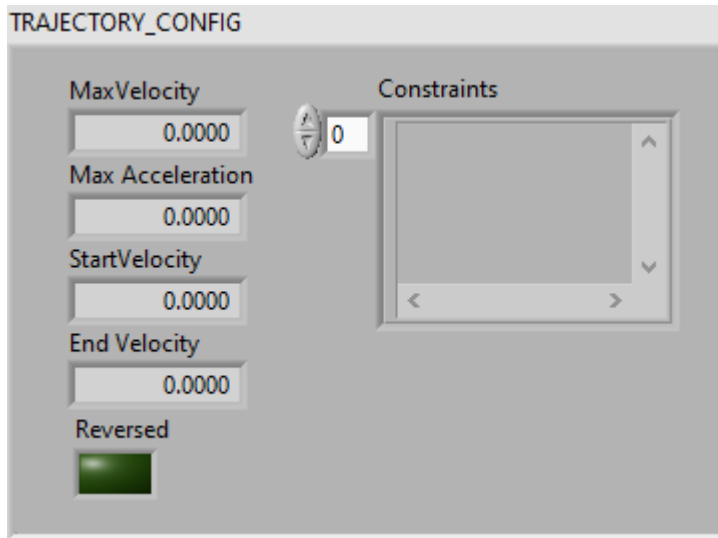 TRAJECTORY_CONFIG
MaxVelocity
0.0000
Max Acceleration
0.0000
StartVelocity
0.0000
End Velocity
0.0000
Reversed
Constraints
0